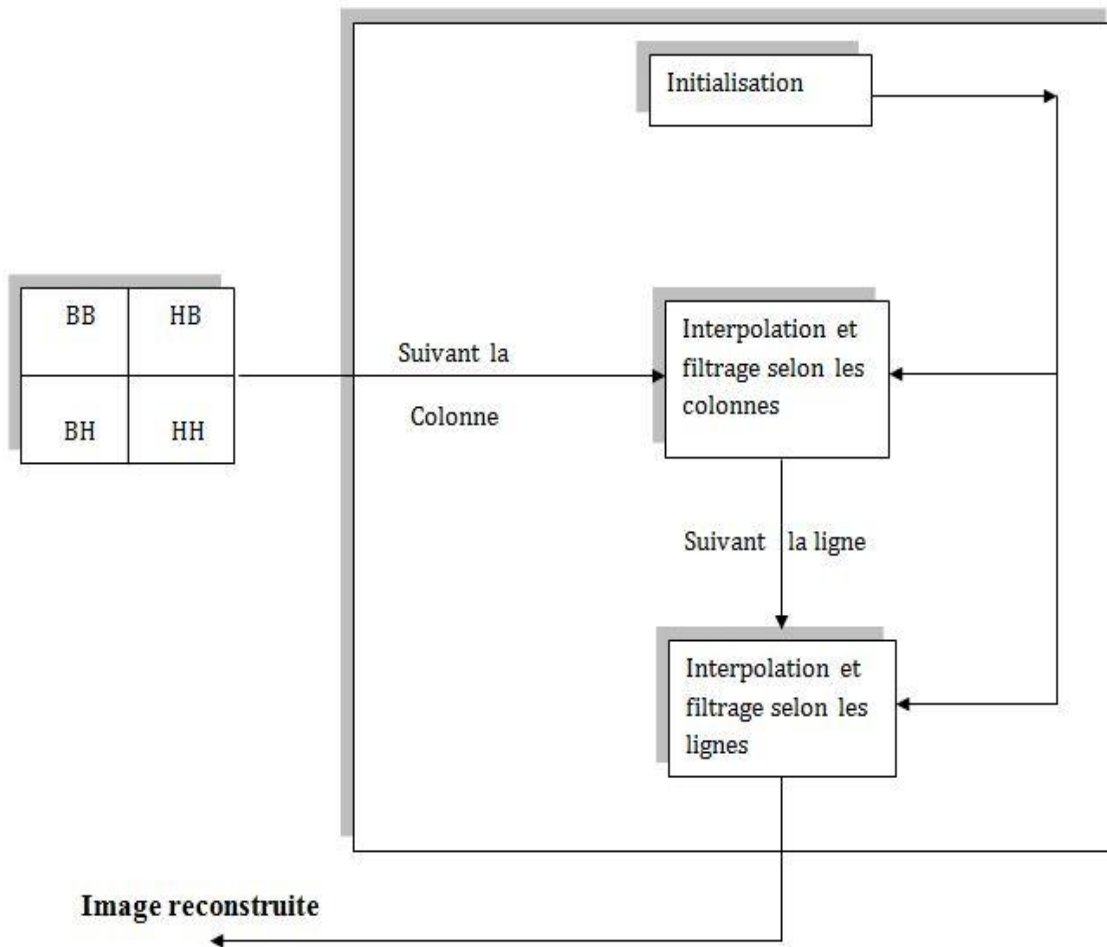 Initialisation
BB HB
BH HH
Suivant la
Colonne
Interpolation et
filtrage selon les
colonnes
Suivant la ligne
Interpolation et
filtrage selon les
lignes
Image reconstruite